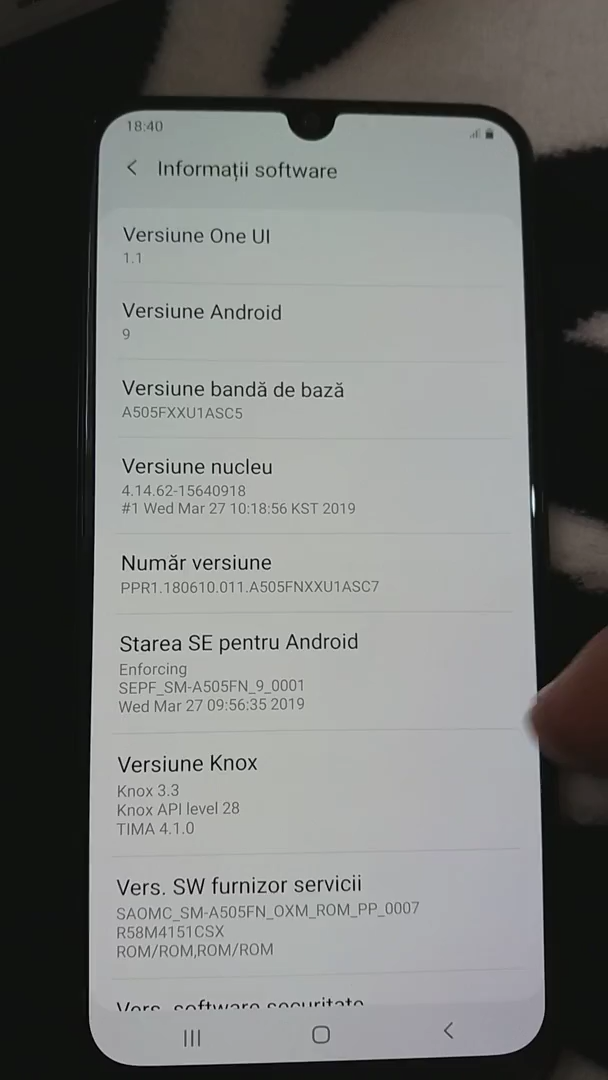 18:40
Informații software
Versiune One UI
1.1
Versiune Android
9
Versiune bandă de bază
A505FXXU1ASC5
Versiune nucleu
4.14.62-15640918
#1 Wed Mar 27 10:18:56 KST 2019
Număr versiune
PPR1.180610.011.A505FNXXU1ASC7
Starea SE pentru Android
Enforcing
SEPF_SM-A505FN_9_0001
Wed Mar 27 09:56:35 2019
Versiune Knox
Knox 3.3
Knox API level 28
TIMA 4.1.0
Vers. SW furnizor servicii
SAOMC_SM-A505FN_OXM_ROM_PP_0007
R58M4151CSX
ROM/ROM,ROM/ROM
Vers. software securitate